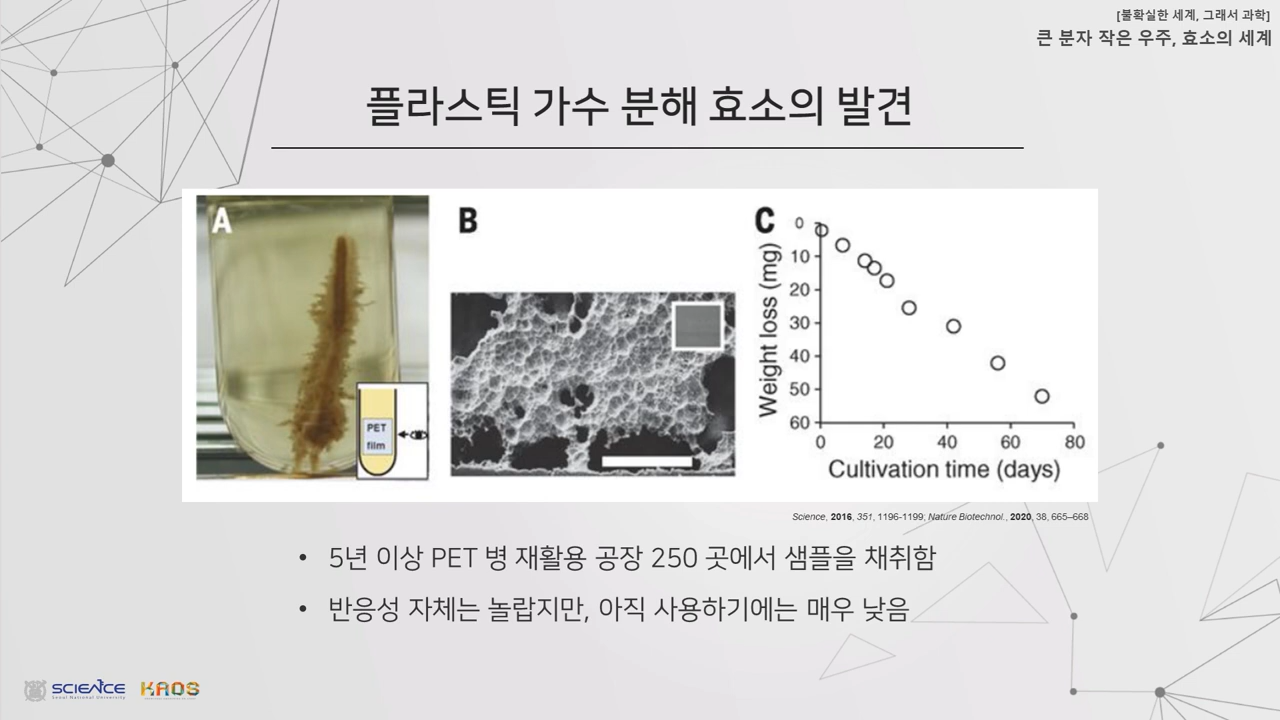 [불확실한 세계, 그래서 과학]
큰 분자 작은 우주, 효소의 세계
플라스틱 가수 분해 효소의 발견
A
PET
film
B
C
Weight loss (mg)
0
10
20
30
40
50
60
0 20 40 60 80
Cultivation time (days)
Science, 2016, 351, 1196-1199; Nature Biotechnol., 2020, 38, 665–668
• 5년 이상 PET 병 재활용 공장 250 곳에서 샘플을 채취함
• 반응성 자체는 놀랍지만, 아직 사용하기에는 매우 낮음
SCIENCE
Seoul National University
KAOS